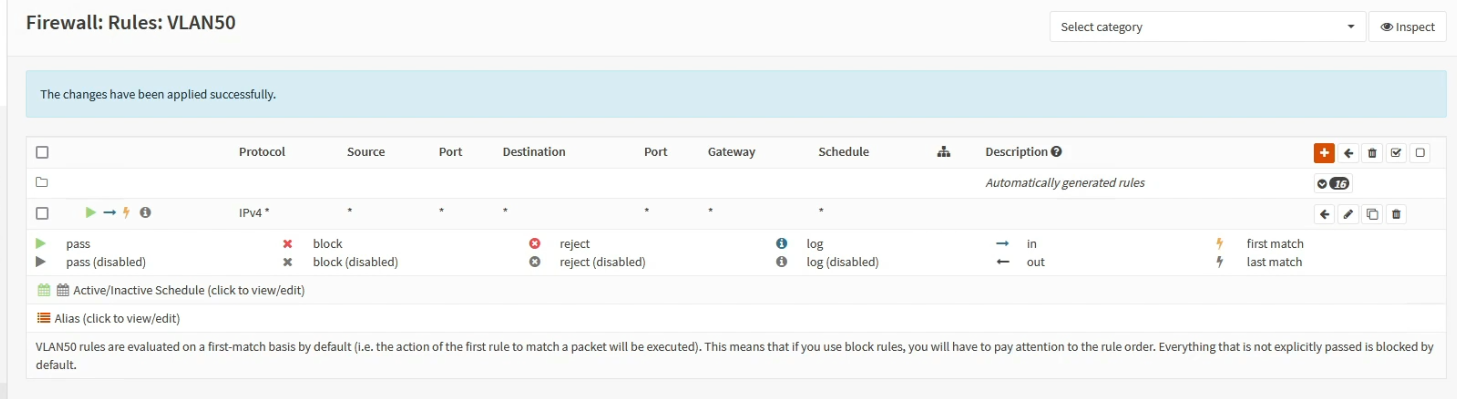 Firewall: Rules: VLAN50
Select category
Inspect
The changes have been applied successfully.
Protocol Source Port Destination Port Gateway Schedule Description
Automatically generated rules 16
IPv4 * * * * * * *
pass block reject log in first match
pass (disabled) block (disabled) reject (disabled) log (disabled) out last match
Active/Inactive Schedule (click to view/edit)
Alias (click to view/edit)
VLAN50 rules are evaluated on a first-match basis by default (i.e. the action of the first rule to match a packet will be executed). This means that if you use block rules, you will have to pay attention to the rule order. Everything that is not explicitly passed is blocked by
default.